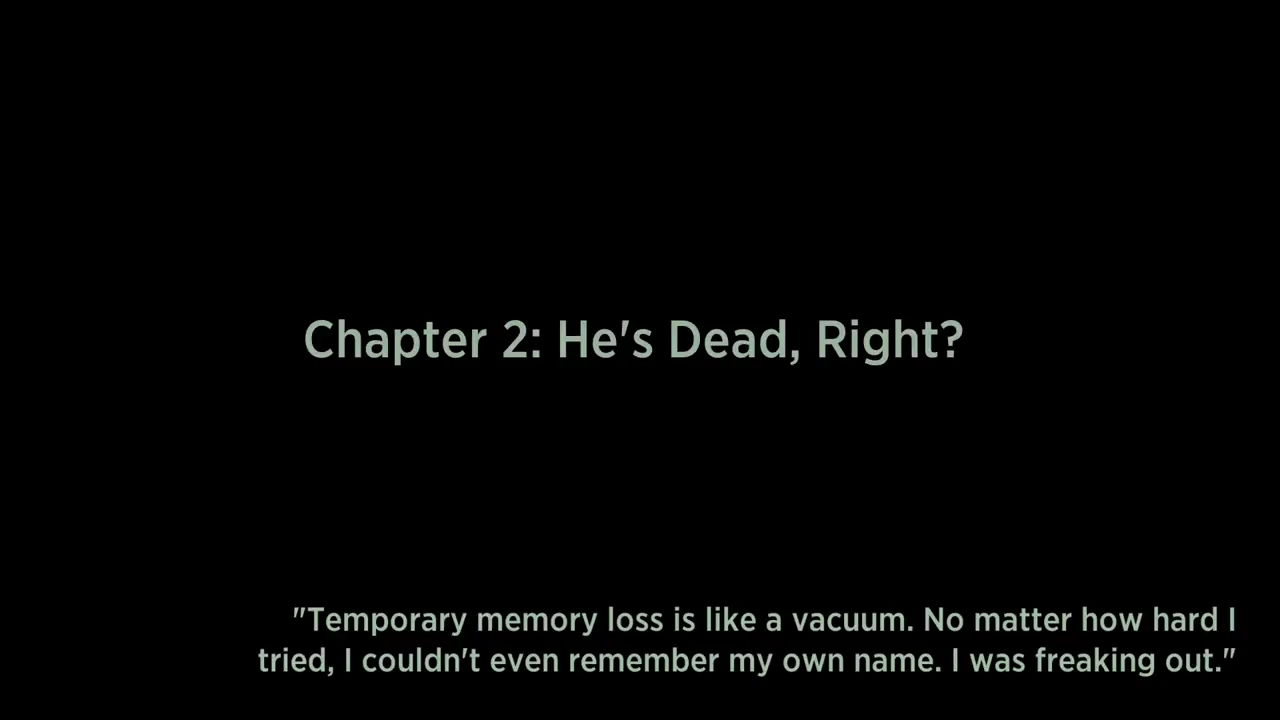 Chapter 2: He's Dead, Right?
"Temporary memory loss is like a vacuum. No matter how hard I
tried, I couldn't even remember my own name. I was freaking out."